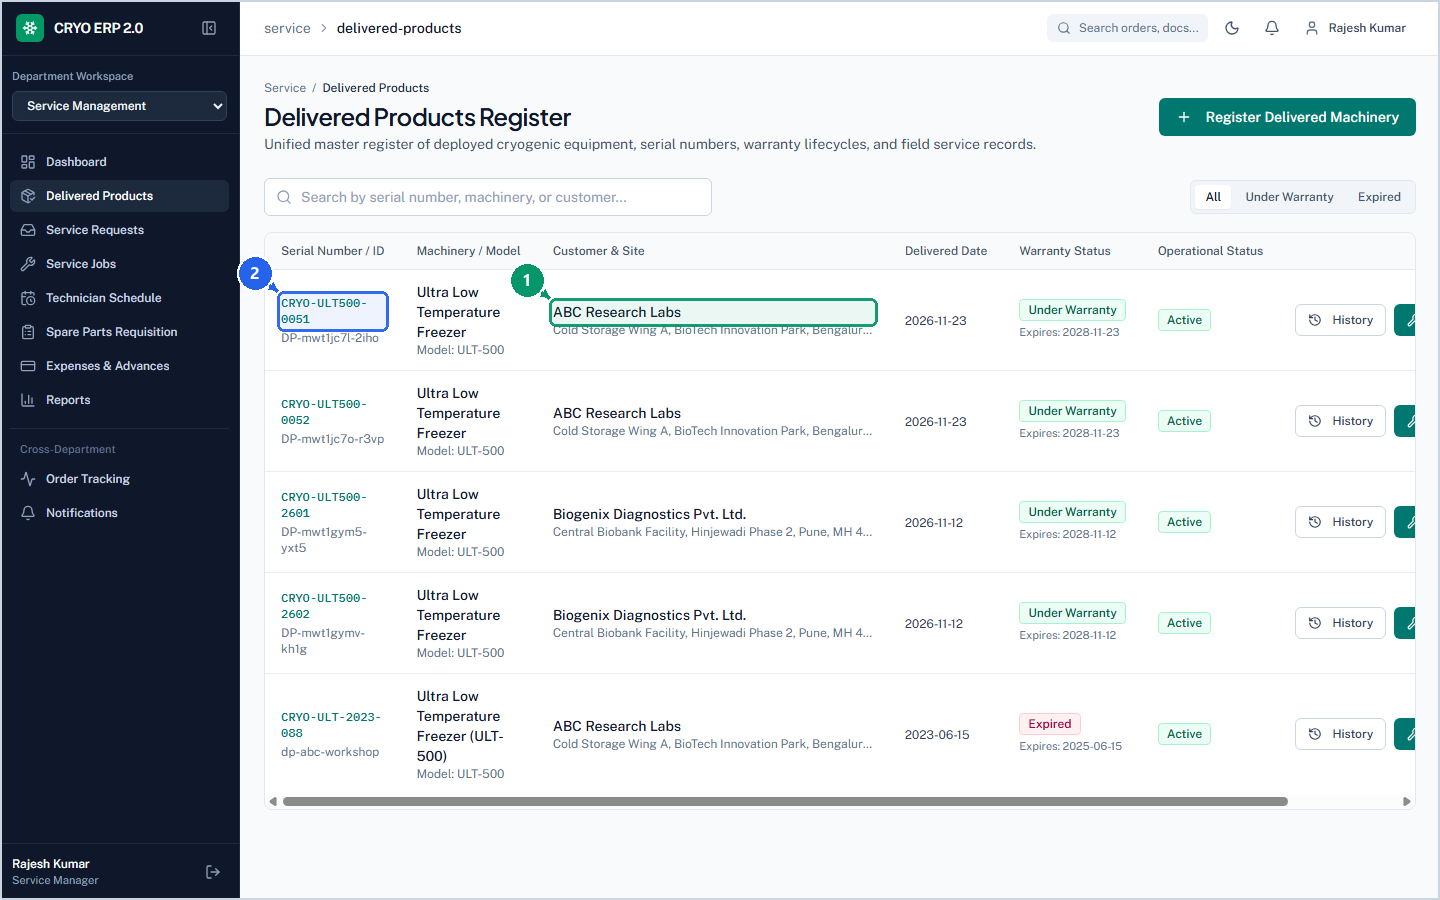 CRYO ERP 2.0
Department Workspace
Service Management
Dashboard
Delivered Products
Service Requests
Service Jobs
Technician Schedule
Spare Parts Requisition
Expenses & Advances
Reports
Cross-Department
Order Tracking
Notifications
Rajesh Kumar
Service Manager
service > delivered-products
Search orders, docs...
Rajesh Kumar
Service / Delivered Products
Delivered Products Register
Unified master register of deployed cryogenic equipment, serial numbers, warranty lifecycles, and field service records.
+ Register Delivered Machinery
Search by serial number, machinery, or customer...
All Under Warranty Expired
Serial Number / ID Machinery / Model Customer & Site Delivered Date Warranty Status Operational Status
2
1
CRYO-ULT500-
0051
DP-mwt1jc7l-2iho
Ultra Low
Temperature
Freezer
Model: ULT-500
ABC Research Labs
Cold Storage Wing A, BioTech Innovation Park, Bengalur...
2026-11-23
Under Warranty
Expires: 2028-11-23
Active
History
CRYO-ULT500-
0052
DP-mwt1jc7o-r3vp
Ultra Low
Temperature
Freezer
Model: ULT-500
ABC Research Labs
Cold Storage Wing A, BioTech Innovation Park, Bengalur...
2026-11-23
Under Warranty
Expires: 2028-11-23
Active
History
CRYO-ULT500-
2601
DP-mwt1gym5-
yxt5
Ultra Low
Temperature
Freezer
Model: ULT-500
Biogenix Diagnostics Pvt. Ltd.
Central Biobank Facility, Hinjewadi Phase 2, Pune, MH 4...
2026-11-12
Under Warranty
Expires: 2028-11-12
Active
History
CRYO-ULT500-
2602
DP-mwt1gymv-
kh1g
Ultra Low
Temperature
Freezer
Model: ULT-500
Biogenix Diagnostics Pvt. Ltd.
Central Biobank Facility, Hinjewadi Phase 2, Pune, MH 4...
2026-11-12
Under Warranty
Expires: 2028-11-12
Active
History
CRYO-ULT-2023-
088
dp-abc-workshop
Ultra Low
Temperature
Freezer (ULT-
500)
Model: ULT-500
ABC Research Labs
Cold Storage Wing A, BioTech Innovation Park, Bengalur...
2023-06-15
Expired
Expires: 2025-06-15
Active
History